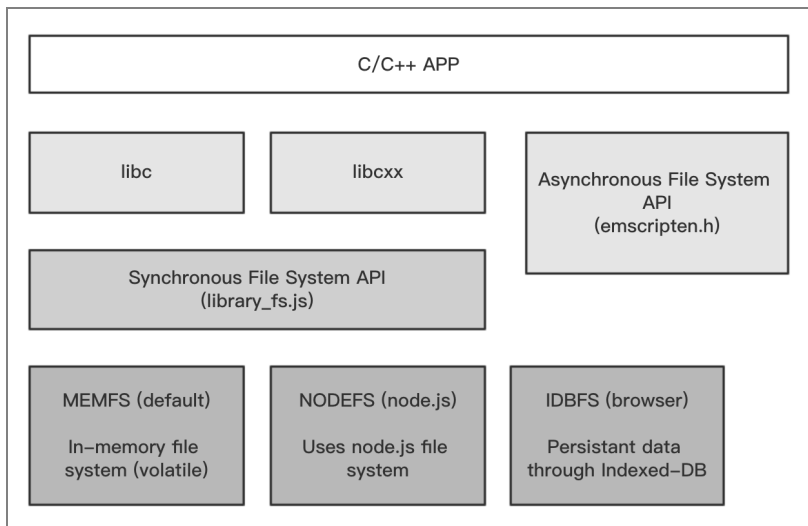 C/C++ APP
libc
libcxx
Asynchronous File System
API
(emscripten.h)
Synchronous File System API
(library_fs.js)
MEMFS (default)
In-memory file
system (volatile)
NODEFS (node.js)
Uses node.js file
system
IDBFS (browser)
Persistant data
through Indexed-DB